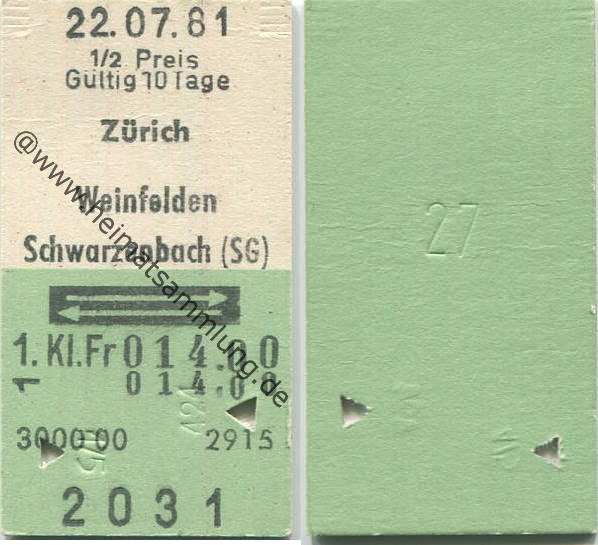 22.07.81
1/2 Preis
Gültig 10 Tage
Zürich
Weinfelden
Schwarzenbach (SG)
1. Kl. Fr 014.00
1 014.00
3000 00 2915
2031
27
@www.heimatsammlung.de